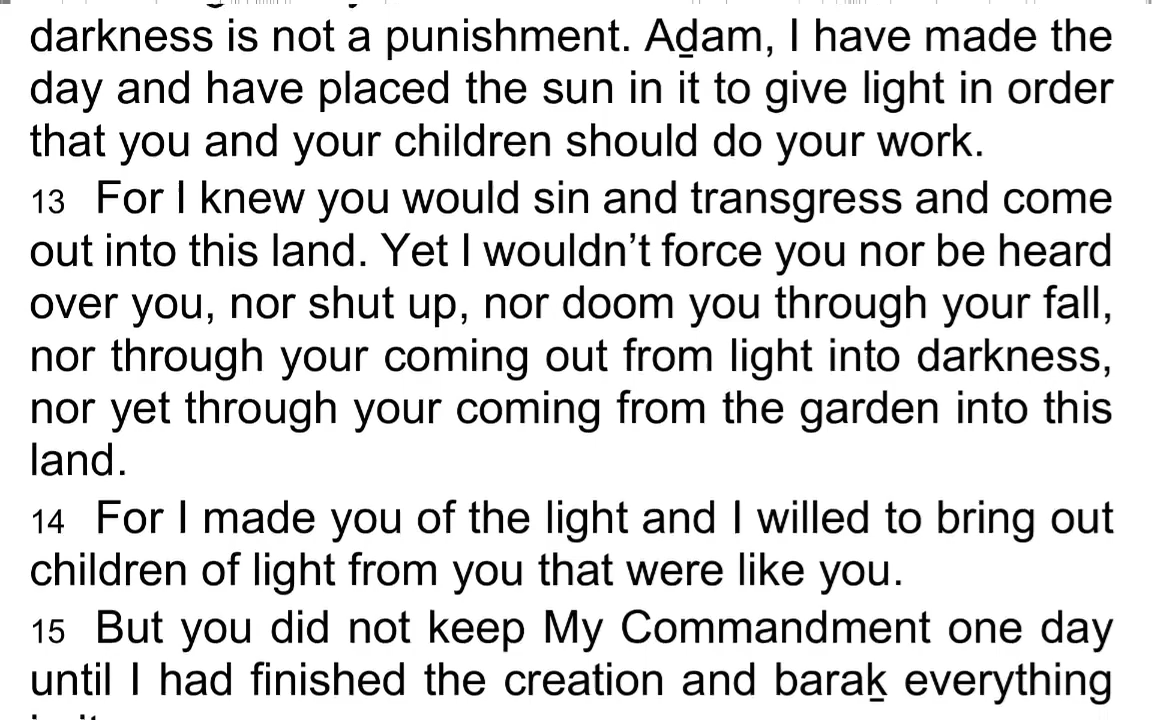 darkness is not a punishment. Aḏam, I have made the
day and have placed the sun in it to give light in order
that you and your children should do your work.
13 For I knew you would sin and transgress and come
out into this land. Yet I wouldn’t force you nor be heard
over you, nor shut up, nor doom you through your fall,
nor through your coming out from light into darkness,
nor yet through your coming from the garden into this
land.
14 For I made you of the light and I willed to bring out
children of light from you that were like you.
15 But you did not keep My Commandment one day
until I had finished the creation and baraḵ everything